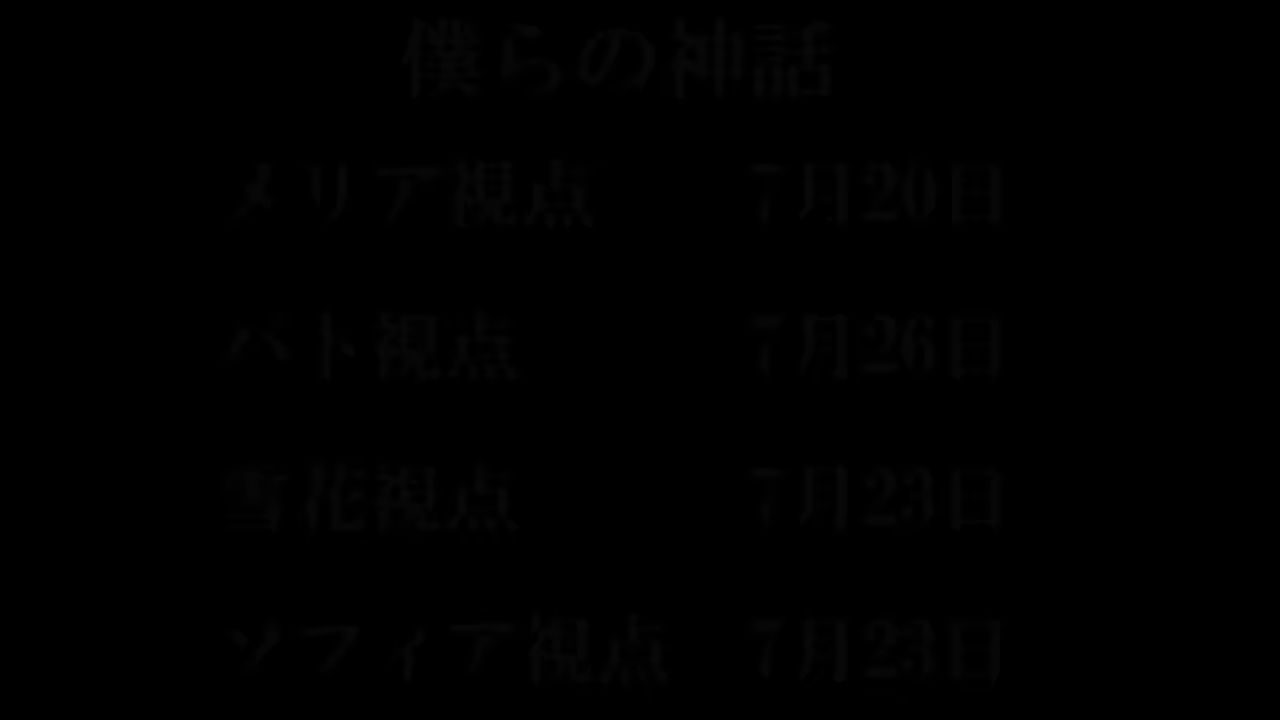 僕らの神話
メリア視点 7月20日
バト視点 7月26日
雪花視点 7月23日
ソフィア視点 7月23日